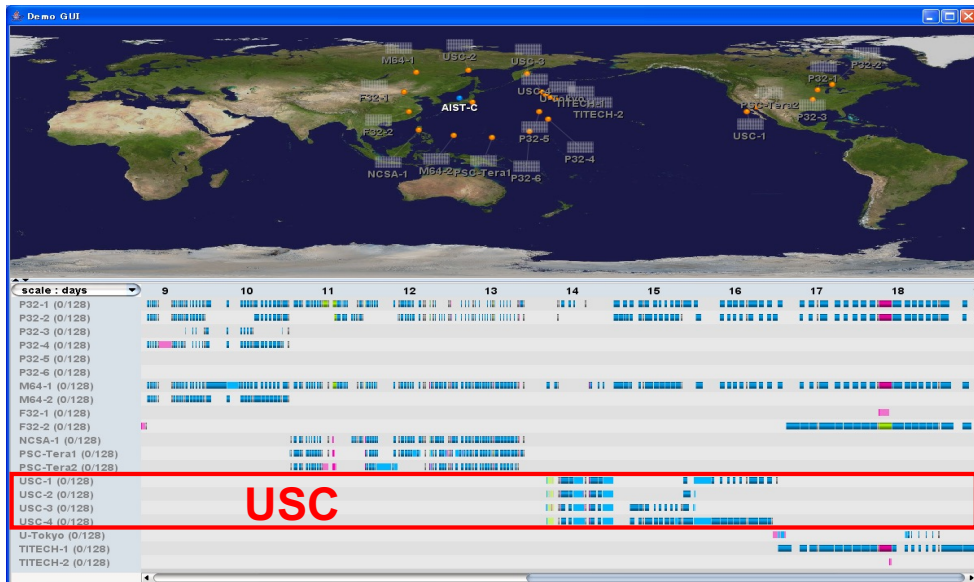 Demo GUI
M64-1
USC-2
USC-3
P32-2
P32-1
F32-1
USC-4
U-Tokyo
TITECH-1
AIST-C
TITECH-2
PSC-Tera2
P32-3
F32-2
P32-5
USC-1
P32-4
NCSA-1
M64-2
PSC-Tera1
P32-6
scale : days 9 10 11 12 13 14 15 16 17 18
P32-1 (0/128)
P32-2 (0/128)
P32-3 (0/128)
P32-4 (0/128)
P32-5 (0/128)
P32-6 (0/128)
M64-1 (0/128)
M64-2 (0/128)
F32-1 (0/128)
F32-2 (0/128)
NCSA-1 (0/128)
PSC-Tera1 (0/128)
PSC-Tera2 (0/128)
USC-1 (0/128)
USC-2 (0/128)
USC
USC-3 (0/128)
USC-4 (0/128)
U-Tokyo (0/128)
TITECH-1 (0/128)
TITECH-2 (0/128)